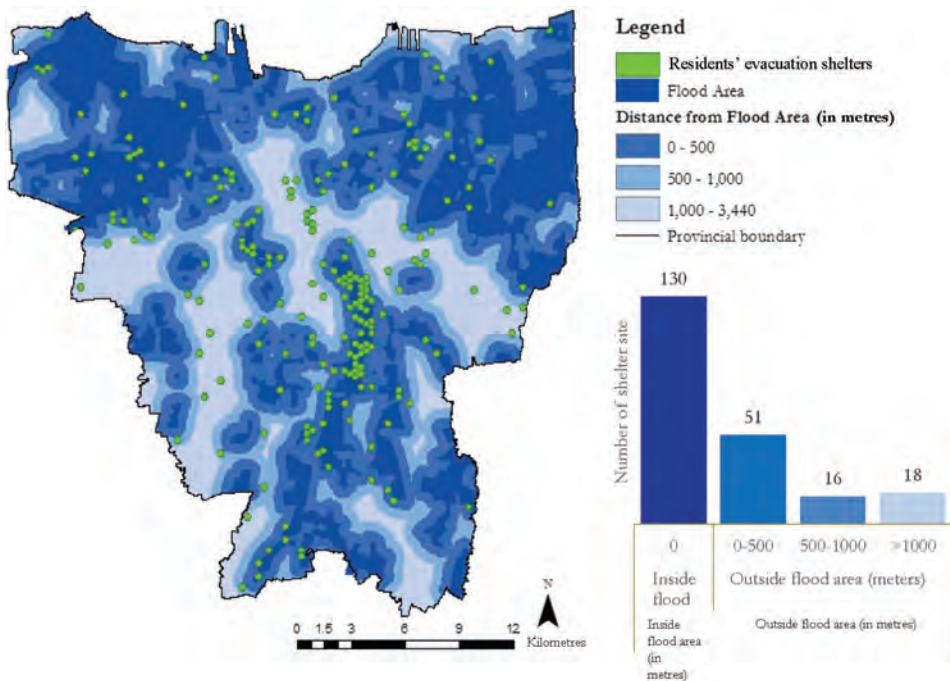 Legend
Residents' evacuation shelters
Flood Area
Distance from Flood Area (in metres)
0 - 500
500 - 1,000
1,000 - 3,440
Provincial boundary
130
51
16
18
Number of shelter site
0
0-500
500-1000
>1000
Inside
flood
Outside flood area (meters)
Inside
flood area
(in
metres)
Outside flood area (in metres)
N
0 1.5 3 6 9 12
Kilometres